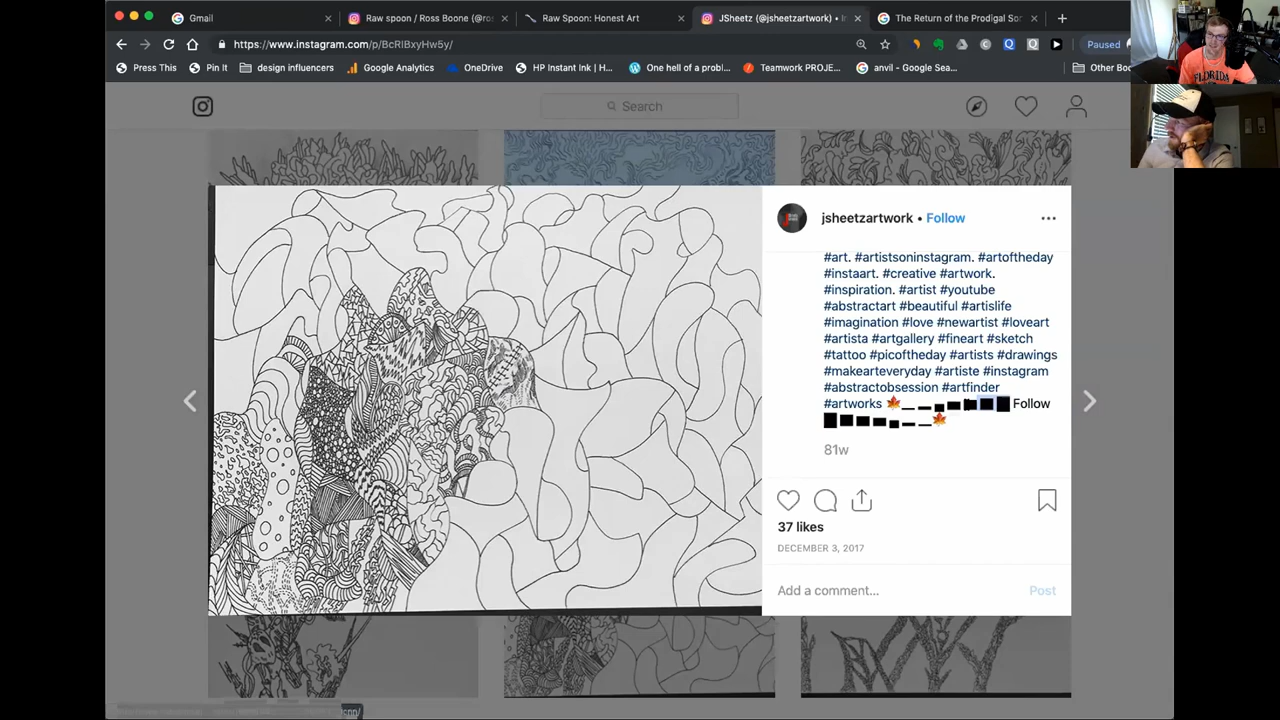 Gmail
Raw spoon / Ross Boone (@ros
Raw Spoon: Honest Art
JSheetz (@jsheetzartwork) • I
The Return of the Prodigal So
https://www.instagram.com/p/BcRIBxyHw5y/
Paused
Press This
Pin It
design influencers
Google Analytics
OneDrive
HP Instant Ink | H...
One hell of a probl...
Teamwork PROJE...
anvil - Google Sea...
Other Bo
Search
FLORIDA
jsheetzartwork • Follow
#art. #artistsoninstagram. #artoftheday
#instaart. #creative #artwork.
#inspiration. #artist #youtube
#abstractart #beautiful #artislife
#imagination #love #newartist #loveart
#artista #artgallery #fineart #sketch
#tattoo #picoftheday #artists #drawings
#makearteveryday #artiste #instagram
#abstractobsession #artfinder
#artworks 🍁▁▂▃▄▅▆▇ Follow
▇▆▅▄▃▂▁🍁
81w
37 likes
DECEMBER 3, 2017
Add a comment...
Post